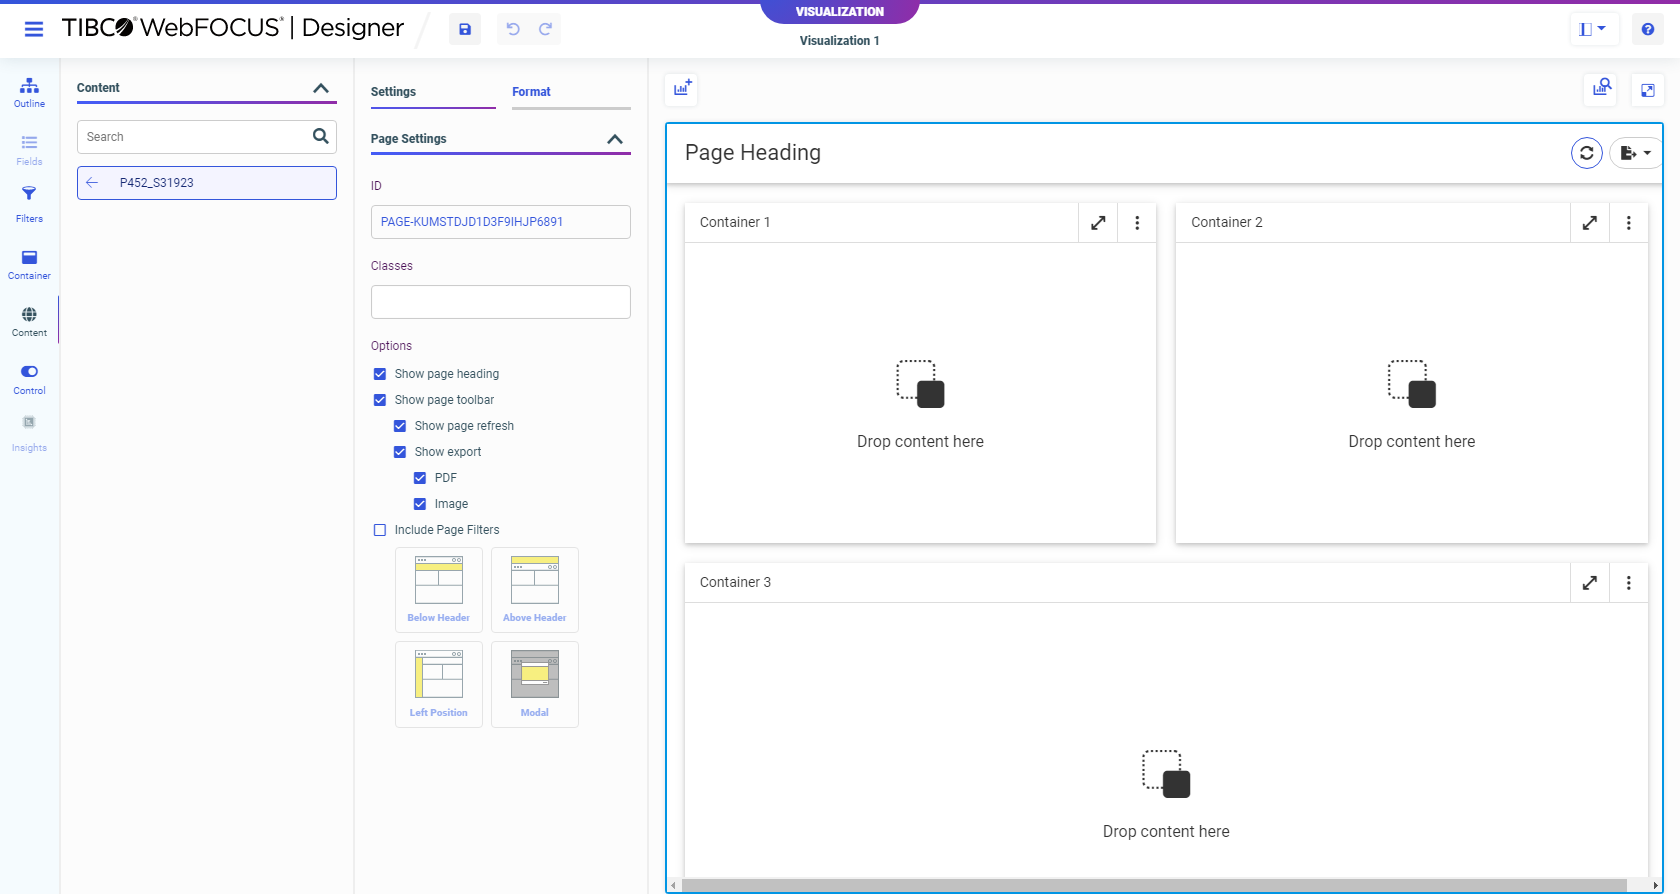 VISUALIZATION
TIBCO® WebFOCUS® | Designer
Visualization 1
Outline
Fields
Filters
Container
Content
Control
Insights
Content
Search
P452_S31923
Settings
Format
Page Settings
ID
PAGE-KUMSTDJD1D3F9IHJP6891
Classes
Options
Show page heading
Show page toolbar
Show page refresh
Show export
PDF
Image
Include Page Filters
Below Header
Above Header
Left Position
Modal
Page Heading
Container 1
Drop content here
Container 2
Drop content here
Container 3
Drop content here